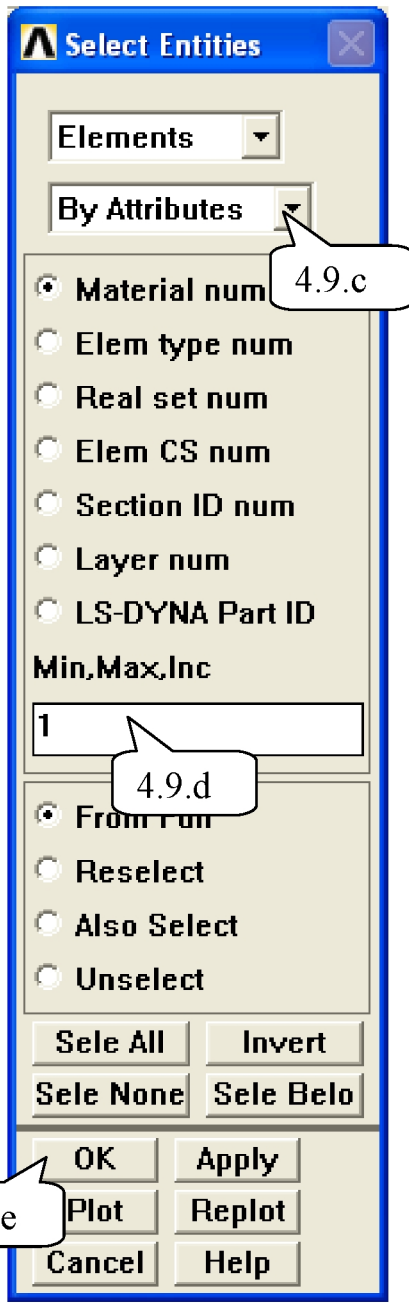 Select Entities
Elements
By Attributes
4.9.c
Material num
Elem type num
Real set num
Elem CS num
Section ID num
Layer num
LS-DYNA Part ID
Min,Max,Inc
1
4.9.d
From Full
Reselect
Also Select
Unselect
Sele All Invert
Sele None Sele Belo
OK Apply
e Plot Replot
Cancel Help